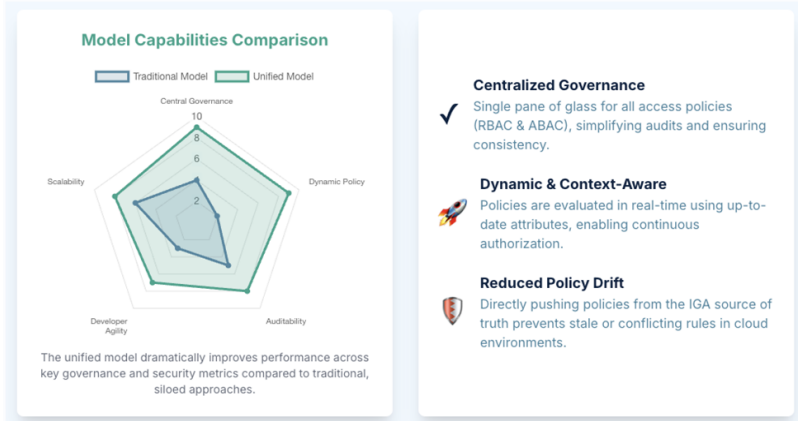 Model Capabilities Comparison
Traditional Model
Unified Model
Central Governance
10
8
6
4
2
Scalability
Dynamic Policy
Developer
Agility
Auditability
The unified model dramatically improves performance across
key governance and security metrics compared to traditional,
siloed approaches.
Centralized Governance
Single pane of glass for all access policies
(RBAC & ABAC), simplifying audits and ensuring
consistency.
Dynamic & Context-Aware
Policies are evaluated in real-time using up-to-
date attributes, enabling continuous
authorization.
Reduced Policy Drift
Directly pushing policies from the IGA source of
truth prevents stale or conflicting rules in cloud
environments.